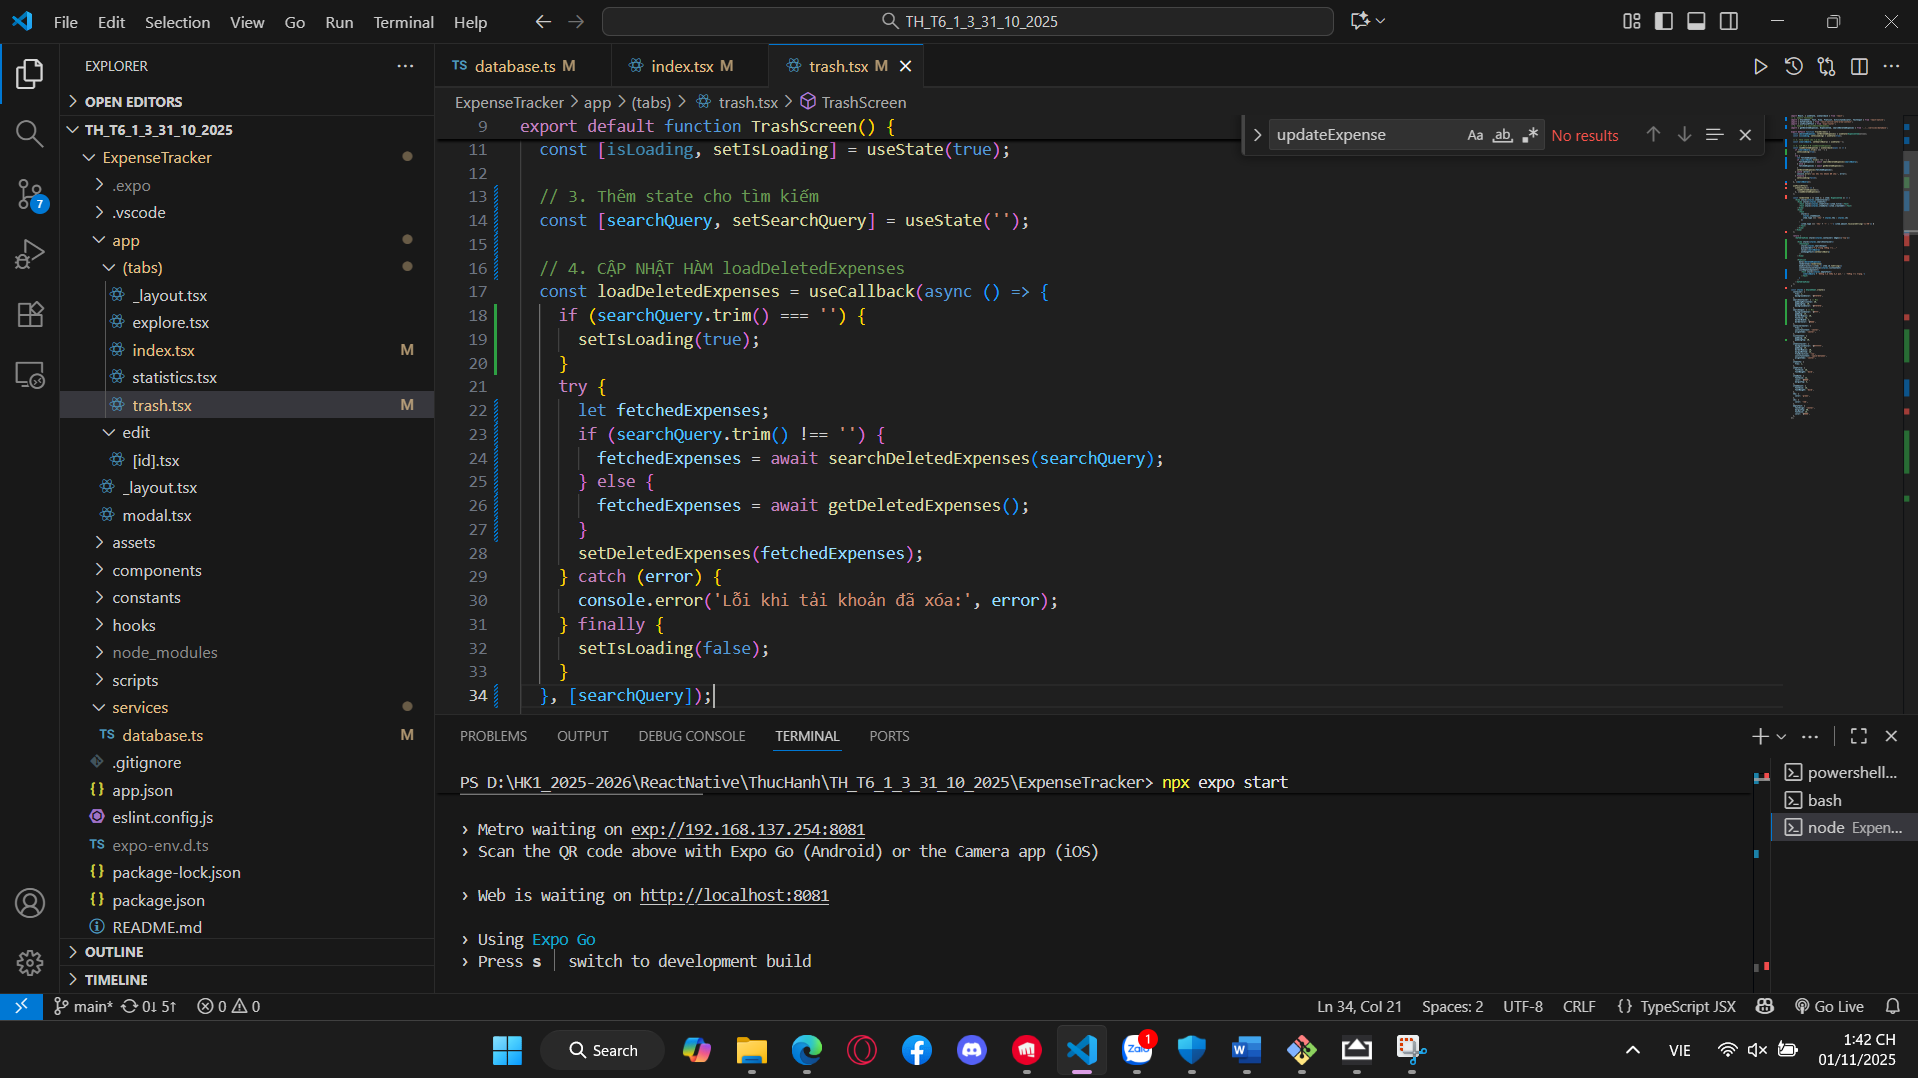 File Edit Selection View Go Run Terminal Help
TH_T6_1_3_31_10_2025
EXPLORER
OPEN EDITORS
TH_T6_1_3_31_10_2025
ExpenseTracker
.expo
.vscode
app
(tabs)
_layout.tsx
explore.tsx
index.tsx M
statistics.tsx
trash.tsx M
edit
[id].tsx
_layout.tsx
modal.tsx
assets
components
constants
hooks
node_modules
scripts
services
TS database.ts M
.gitignore
{} app.json
eslint.config.js
TS expo-env.d.ts
{} package-lock.json
{} package.json
README.md
OUTLINE
TIMELINE
7
TS database.ts M
index.tsx M
trash.tsx M
ExpenseTracker > app > (tabs) > trash.tsx > TrashScreen
updateExpense Aa ab No results
9 export default function TrashScreen() {
11 const [isLoading, setIsLoading] = useState(true);
12
13 // 3. Thêm state cho tìm kiếm
14 const [searchQuery, setSearchQuery] = useState('');
15
16 // 4. CẬP NHẬT HÀM loadDeletedExpenses
17 const loadDeletedExpenses = useCallback(async () => {
18 if (searchQuery.trim() === '') {
19 setIsLoading(true);
20 }
21 try {
22 let fetchedExpenses;
23 if (searchQuery.trim() !== '') {
24 fetchedExpenses = await searchDeletedExpenses(searchQuery);
25 } else {
26 fetchedExpenses = await getDeletedExpenses();
27 }
28 setDeletedExpenses(fetchedExpenses);
29 } catch (error) {
30 console.error('Lỗi khi tải khoản đã xóa:', error);
31 } finally {
32 setIsLoading(false);
33 }
34 }, [searchQuery]);
PROBLEMS OUTPUT DEBUG CONSOLE TERMINAL PORTS
PS D:\HK1_2025-2026\ReactNative\ThucHanh\TH_T6_1_3_31_10_2025\ExpenseTracker> npx expo start
› Metro waiting on exp://192.168.137.254:8081
› Scan the QR code above with Expo Go (Android) or the Camera app (iOS)
› Web is waiting on http://localhost:8081
› Using Expo Go
› Press s │ switch to development build
powershell...
bash
node Expen...
main* 0↓ 5↑ 0 0
Ln 34, Col 21 Spaces: 2 UTF-8 CRLF {} TypeScript JSX Go Live
Search
Zalo
1
VIE
1:42 CH
01/11/2025